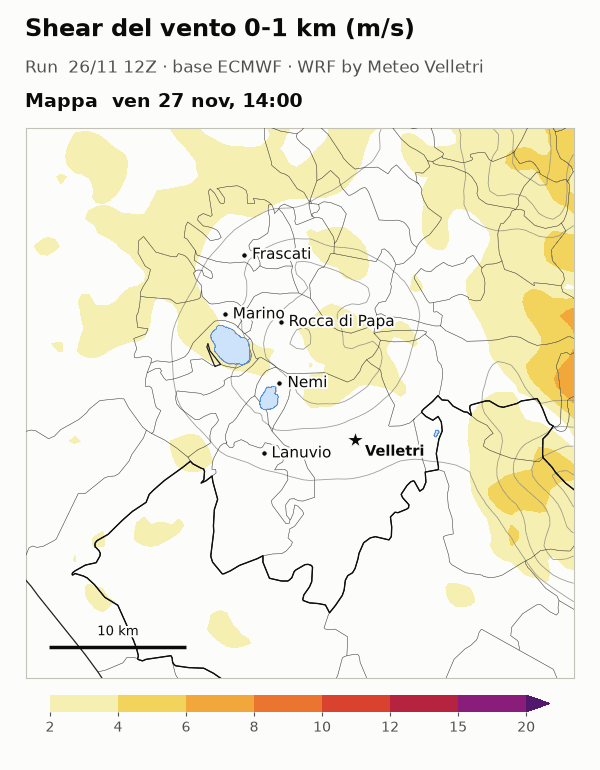 Shear del vento 0-1 km (m/s)
Run  26/11 12Z · base ECMWF · WRF by Meteo Velletri
Mappa  ven 27 nov, 14:00
Frascati
Marino
Rocca di Papa
Nemi
Velletri
Lanuvio
10 km
2 4 6 8 10 12 15 20